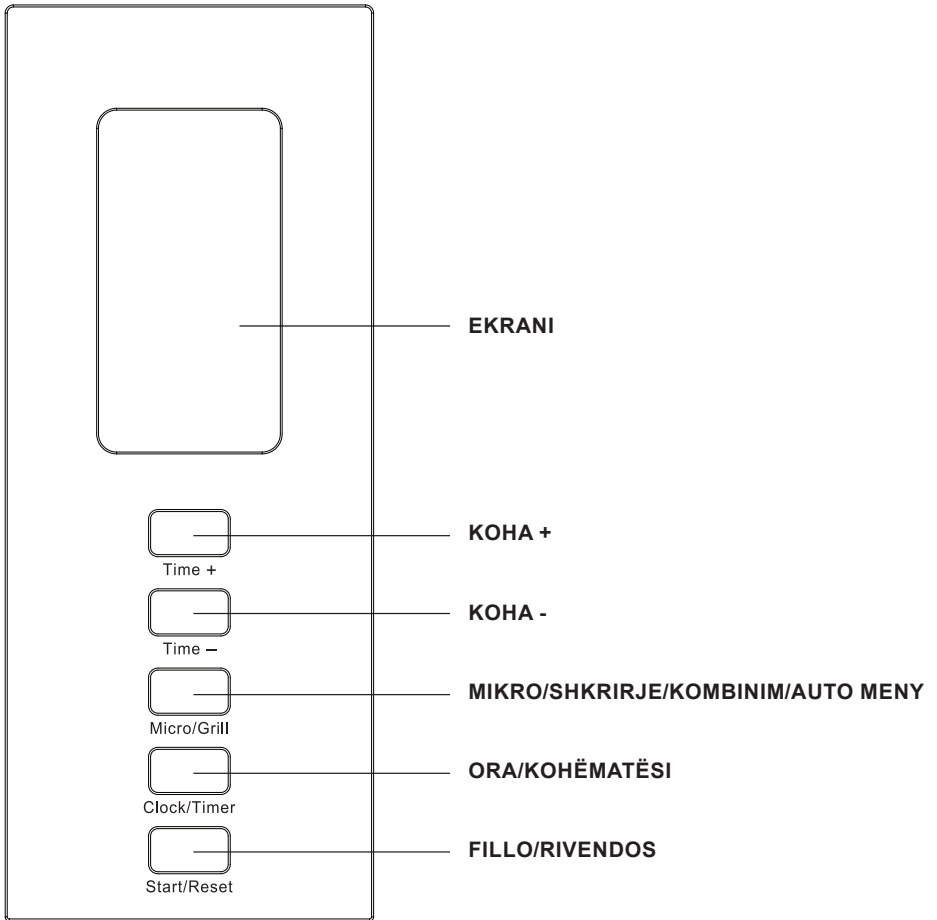 EKRANI
KOHA +
Time +
KOHA -
Time –
MIKRO/SHKRIRJE/KOMBINIM/AUTO MENY
Micro/Grill
ORA/KOHËMATËSI
Clock/Timer
FILLO/RIVENDOS
Start/Reset